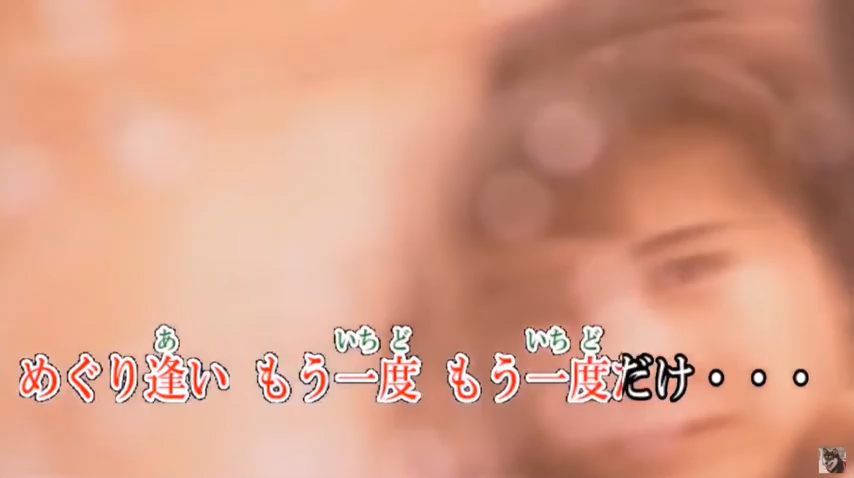 あ いち ど いち ど
めぐり逢い もう一度 もう一度だけ・・・